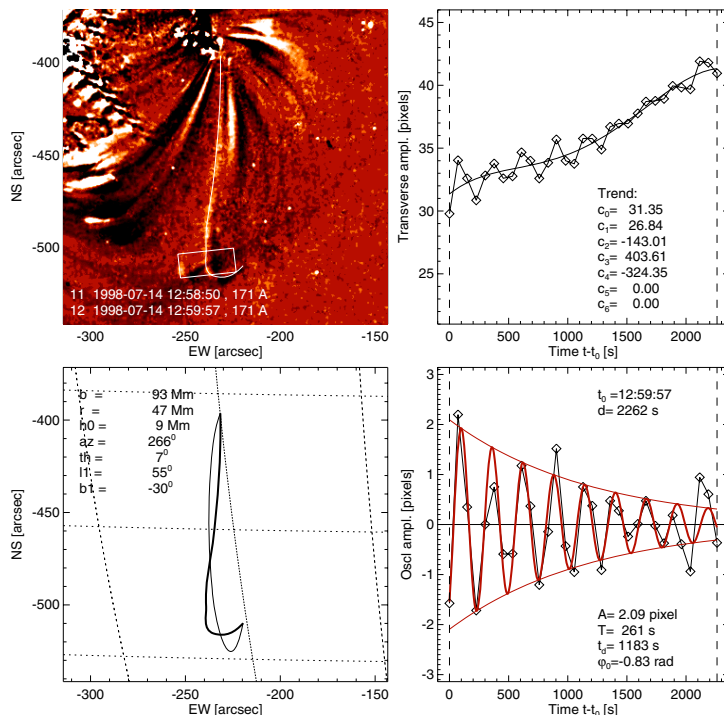 NS [arcsec]
-400
-450
-500
11 1998-07-14 12:58:50 , 171 A
12 1998-07-14 12:59:57 , 171 A
-300 -250 -200 -150
EW [arcsec]
Transverse ampl. [pixels]
45
40
35
30
25
Trend:
c0= 31.35
c1= 26.84
c2= -143.01
c3= 403.61
c4= -324.35
c5= 0.00
c6= 0.00
0 500 1000 1500 2000
Time t-t0 [s]
NS [arcsec]
-400
-450
-500
b = 93 Mm
r = 47 Mm
h0 = 9 Mm
az = 266⁰
th = 7⁰
l1 = 55⁰
b1 = -30⁰
-300 -250 -200 -150
EW [arcsec]
Oscl ampl. [pixels]
3
2
1
0
-1
-2
-3
t0 =12:59:57
d= 2262 s
A= 2.09 pixel
T= 261 s
td= 1183 s
φ0=-0.83 rad
0 500 1000 1500 2000
Time t-t0 [s]